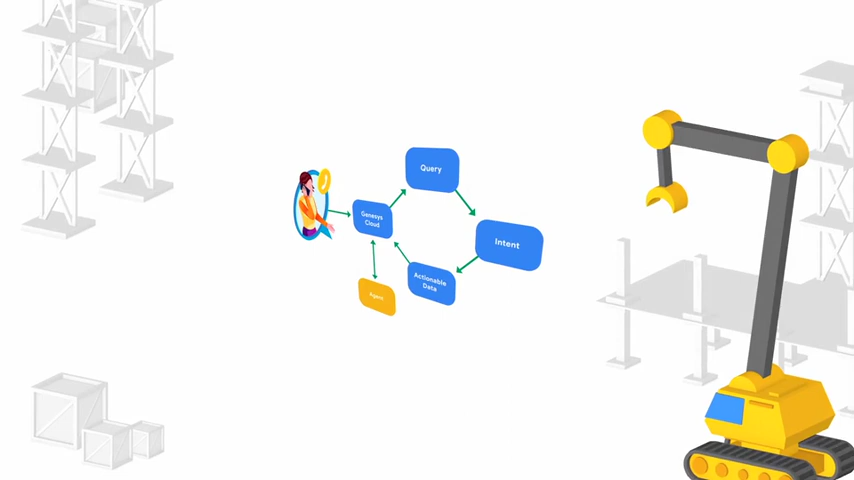 Query
Genesys
Cloud
Intent
Actionable
Data
Agent